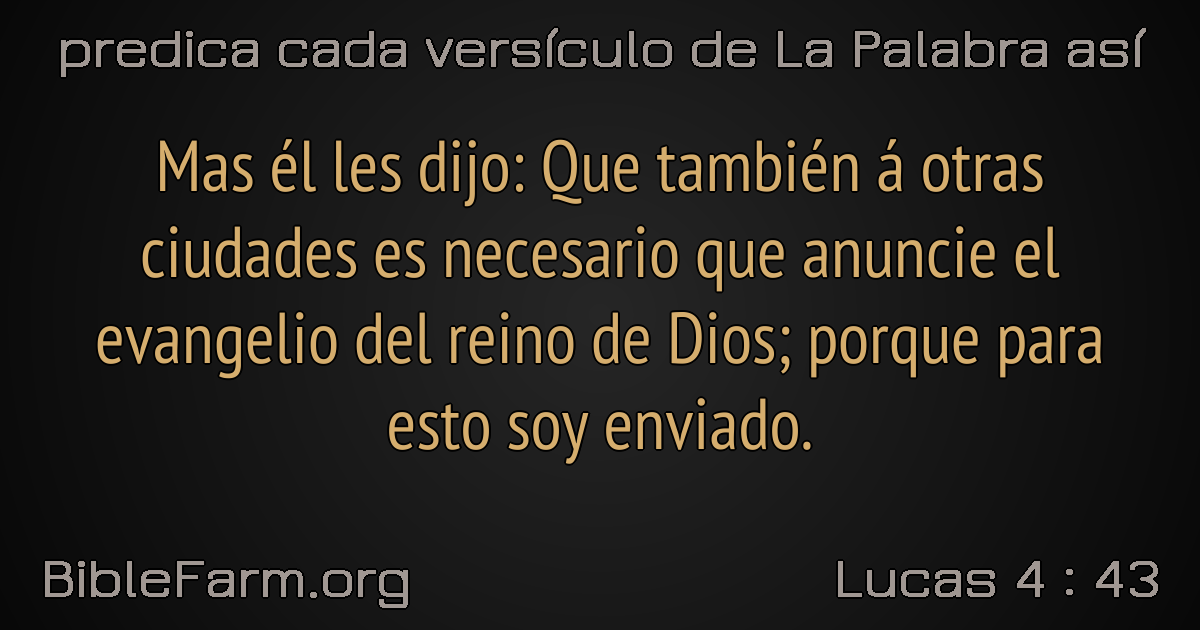 predica cada versículo de La Palabra así
Mas él les dijo: Que también á otras
ciudades es necesario que anuncie el
evangelio del reino de Dios; porque para
esto soy enviado.
BibleFarm.org
Lucas 4 : 43